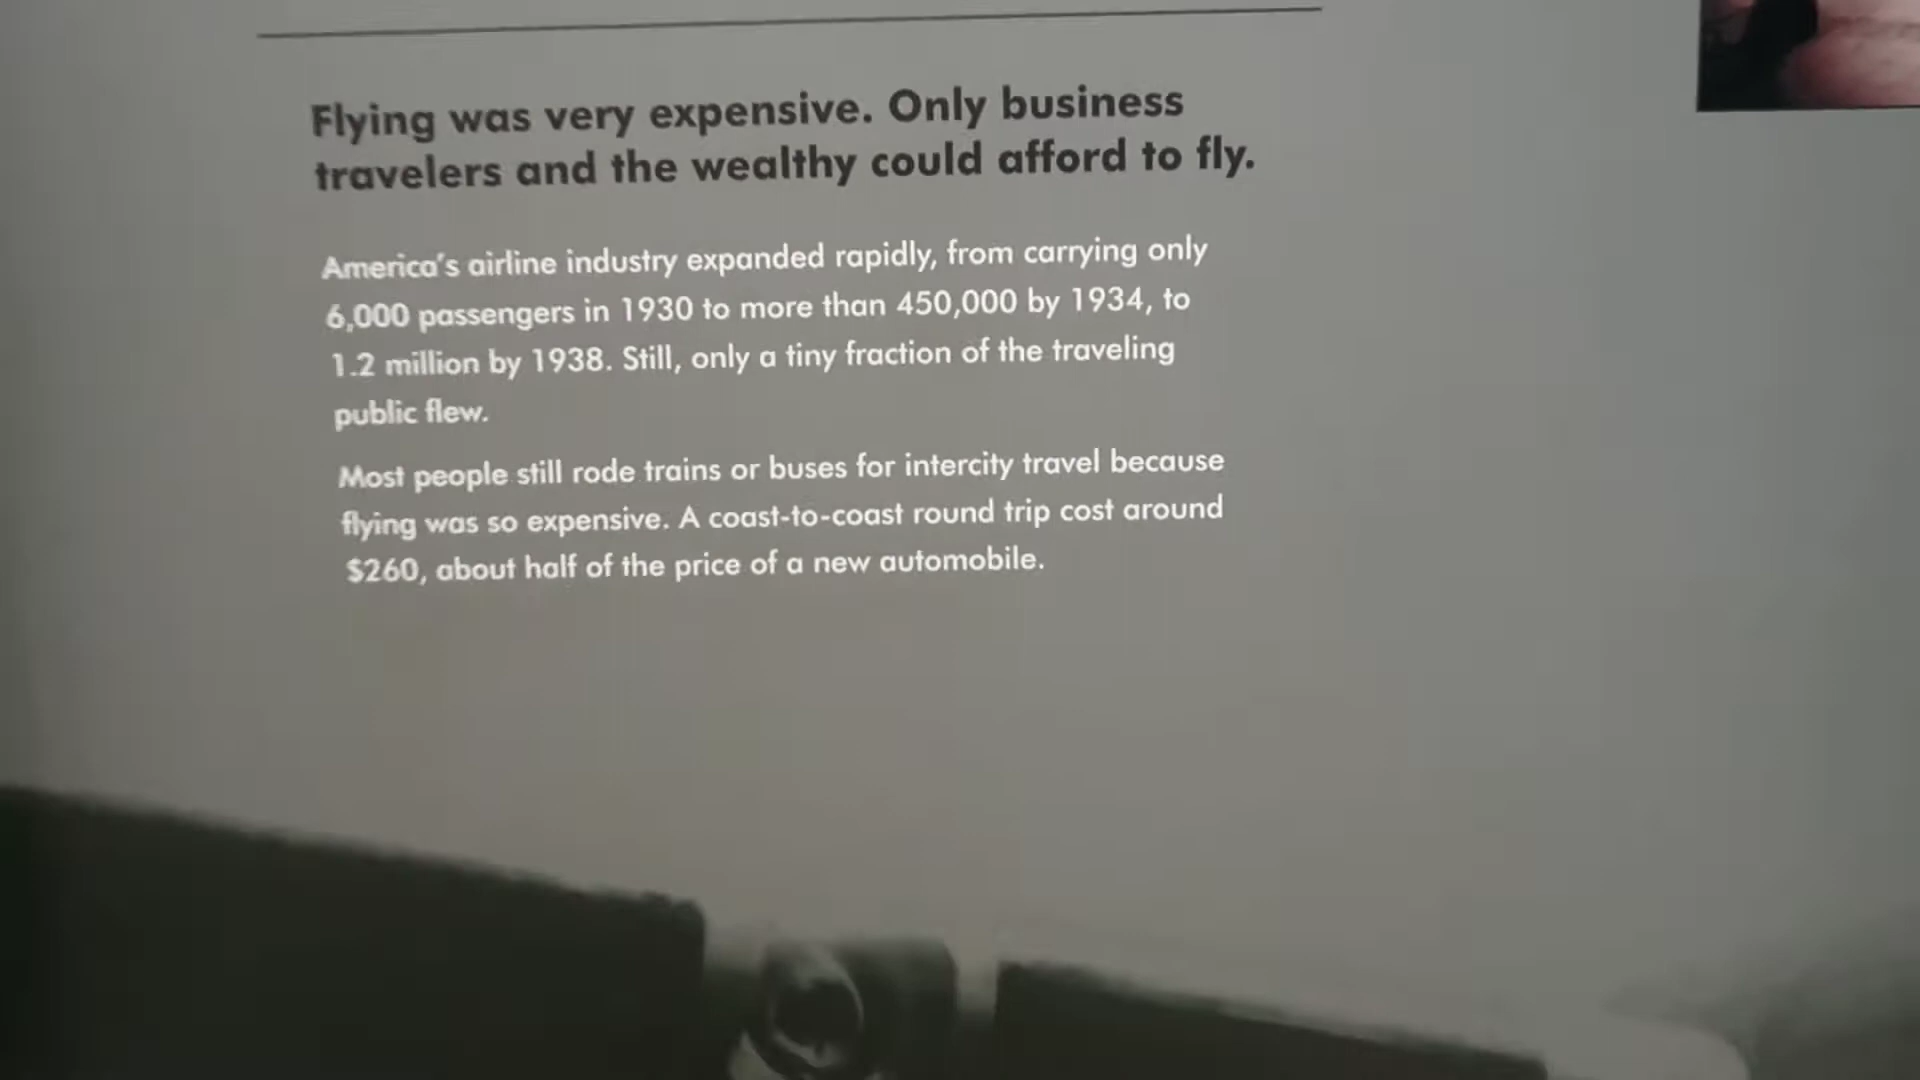 Flying was very expensive. Only business
travelers and the wealthy could afford to fly.
America's airline industry expanded rapidly, from carrying only
6,000 passengers in 1930 to more than 450,000 by 1934, to
1.2 million by 1938. Still, only a tiny fraction of the traveling
public flew.
Most people still rode trains or buses for intercity travel because
flying was so expensive. A coast-to-coast round trip cost around
$260, about half of the price of a new automobile.